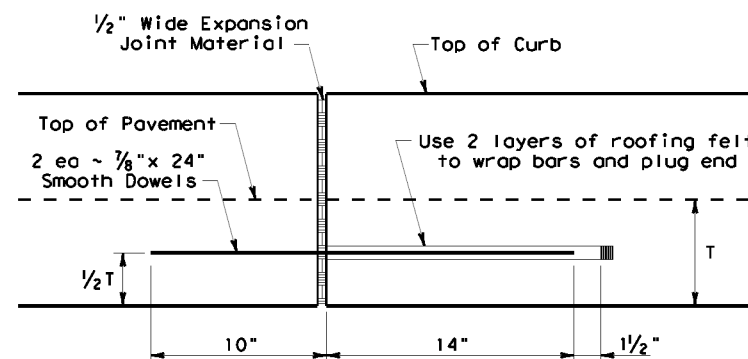 ½" Wide Expansion
Joint Material
Top of Curb
Top of Pavement
Use 2 layers of roofing felt
to wrap bars and plug end
2 ea ~ ⅞"x 24"
Smooth Dowels
½T
T
10"
14"
1½"